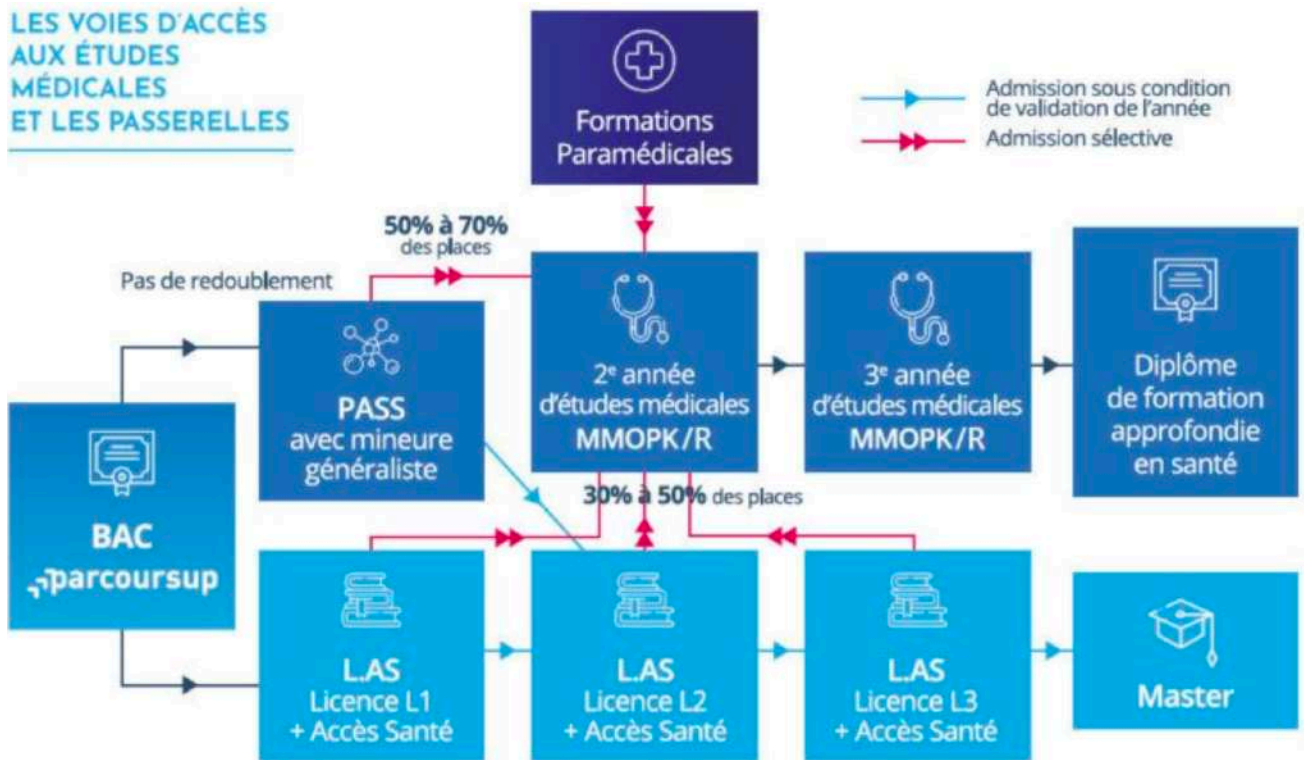 LES VOIES D'ACCÈS
AUX ÉTUDES
MÉDICALES
ET LES PASSERELLES
Formations
Paramédicales
Admission sous condition
de validation de l'année
Admission sélective
50% à 70%
des places
Pas de redoublement
PASS
avec mineure
généraliste
2e année
d'études médicales
MMOPK/R
3e année
d'études médicales
MMOPK/R
Diplôme
de formation
approfondie
en santé
BAC
parcoursup
30% à 50% des places
L.AS
Licence L1
+ Accès Santé
L.AS
Licence L2
+ Accès Santé
L.AS
Licence L3
+ Accès Santé
Master